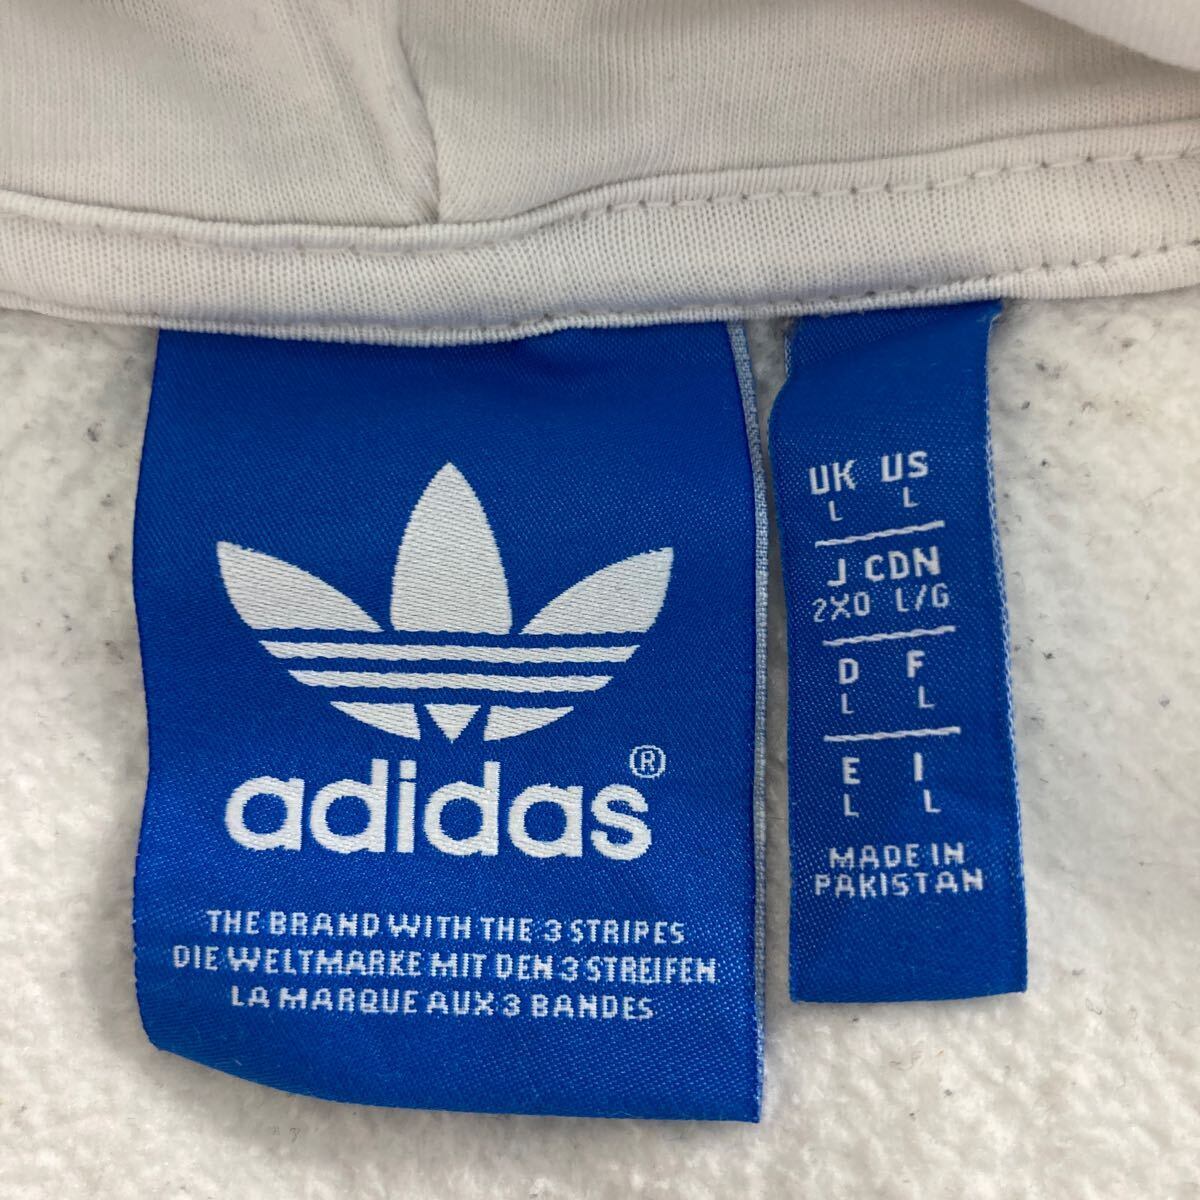 adidas®
THE BRAND WITH THE 3 STRIPES
DIE WELTMARKE MIT DEN 3 STREIFEN
LA MARQUE AUX 3 BANDES
UK US
L L
J CDN
2XO L/G
D F
L L
E I
L L
MADE IN
PAKISTAN